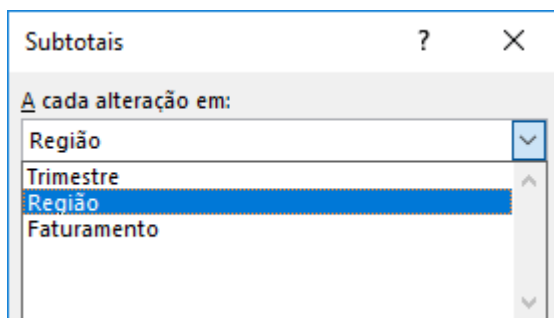 Subtotais ?
A cada alteração em:
Região
Trimestre
Região
Faturamento